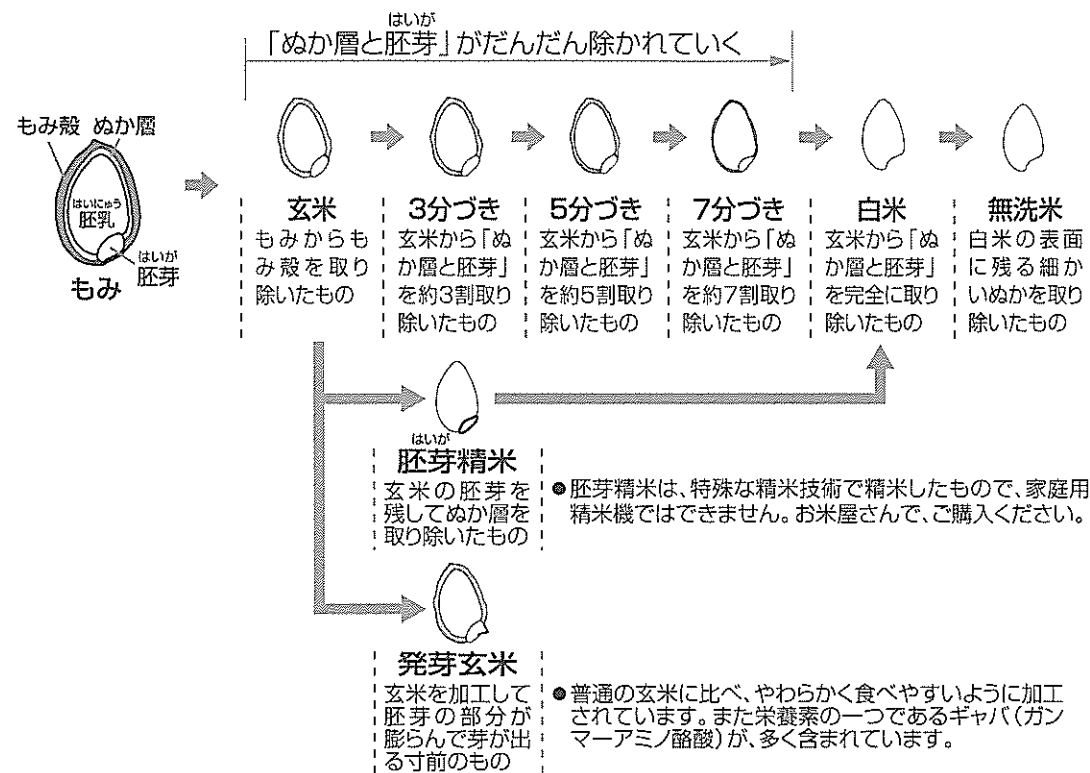 はいが
「ぬか層と胚芽」がだんだん除かれていく
もみ殻 ぬか層
はいにゅう
胚乳
はいが
胚芽
もみ
玄米
もみからも
み殻を取り
除いたもの
3分づき
玄米から「ぬ
か層と胚芽」
を約3割取り
除いたもの
5分づき
玄米から「ぬ
か層と胚芽」
を約5割取り
除いたもの
7分づき
玄米から「ぬ
か層と胚芽」
を約7割取り
除いたもの
白米
玄米から「ぬ
か層と胚芽」
を完全に取り
除いたもの
無洗米
白米の表面
に残る細か
いぬかを取り
除いたもの
はいが
胚芽精米
玄米の胚芽を
残してぬか層を
取り除いたもの
●胚芽精米は、特殊な精米技術で精米したもので、家庭用
精米機ではできません。お米屋さんで、ご購入ください。
発芽玄米
玄米を加工して
胚芽の部分が
膨らんで芽が出
る寸前のもの
●普通の玄米に比べ、やわらかく食べやすいように加工
されています。また栄養素の一つであるギャバ(ガン
マーアミノ酪酸)が、多く含まれています。